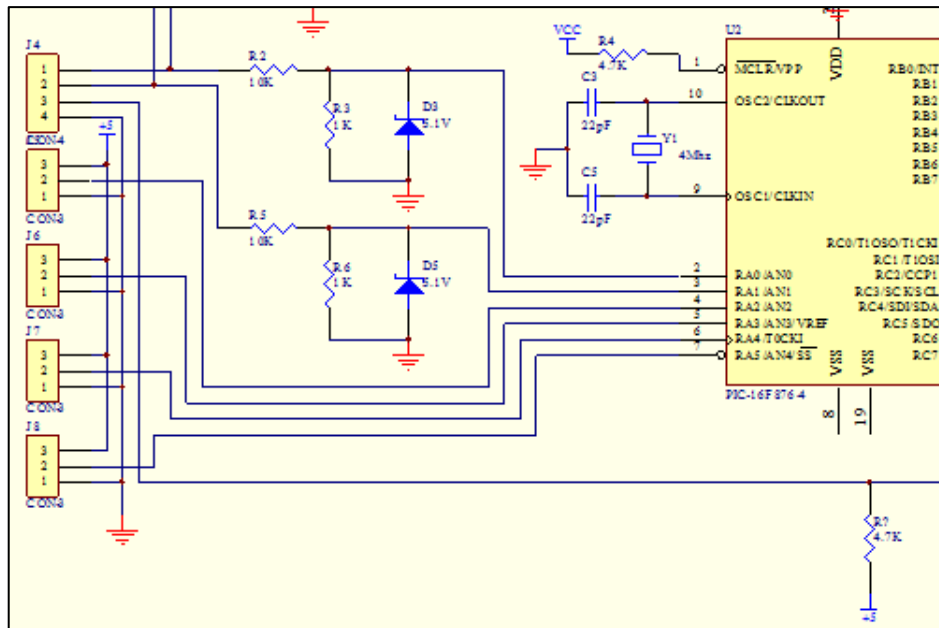 J4
1
2
3
4
CON4
+5
3
2
1
CON3
J6
3
2
1
CON3
J7
3
2
1
CON3
J8
3
2
1
CON3
R2
10K
R3
1K
D3
5.1V
R5
10K
R6
1K
D5
5.1V
VCC
R4
4.7K
C3
22pF
Y1
4Mhz
C5
22pF
U2
1
MCLR/VPP
10
OSC2/CLKOUT
9
OSC1/CLKIN
2
RA0/AN0
3
RA1/AN1
4
RA2/AN2
5
RA3/AN3/VREF
6
RA4/T0CKI
7
RA5/AN4/SS
VDD
RB0/INT
RB1
RB2
RB3
RB4
RB5
RB6
RB7
RC0/T1OSO/T1CKI
RC1/T1OSI
RC2/CCP1
RC3/SCK/SCL
RC4/SDI/SDA
RC5/SDO
RC6
RC7
VSS
VSS
PIC-16F876-4
8
19
R?
4.7K
+5